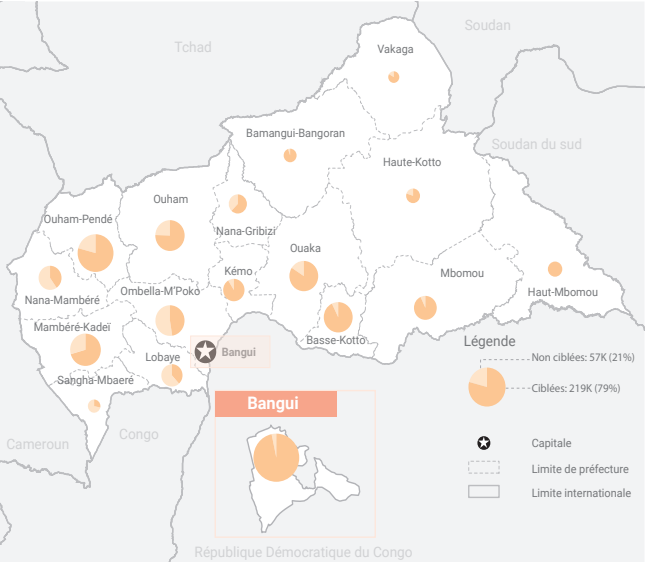 Soudan
Tchad
Vakaga
Bamangui-Bangoran
Soudan du sud
Haute-Kotto
Ouham
Ouham-Pendé
Nana-Gribizi
Ouaka
Kémo
Mbomou
Nana-Mambéré
Ombella-M'Poko
Haut-Mbomou
Mambéré-Kadeï
Basse-Kotto
Lobaye
Bangui
Sangha-Mbaeré
Cameroun
Congo
Bangui
République Démocratique du Congo
Légende
Non ciblées: 57K (21%)
Ciblées: 219K (79%)
Capitale
Limite de préfecture
Limite internationale